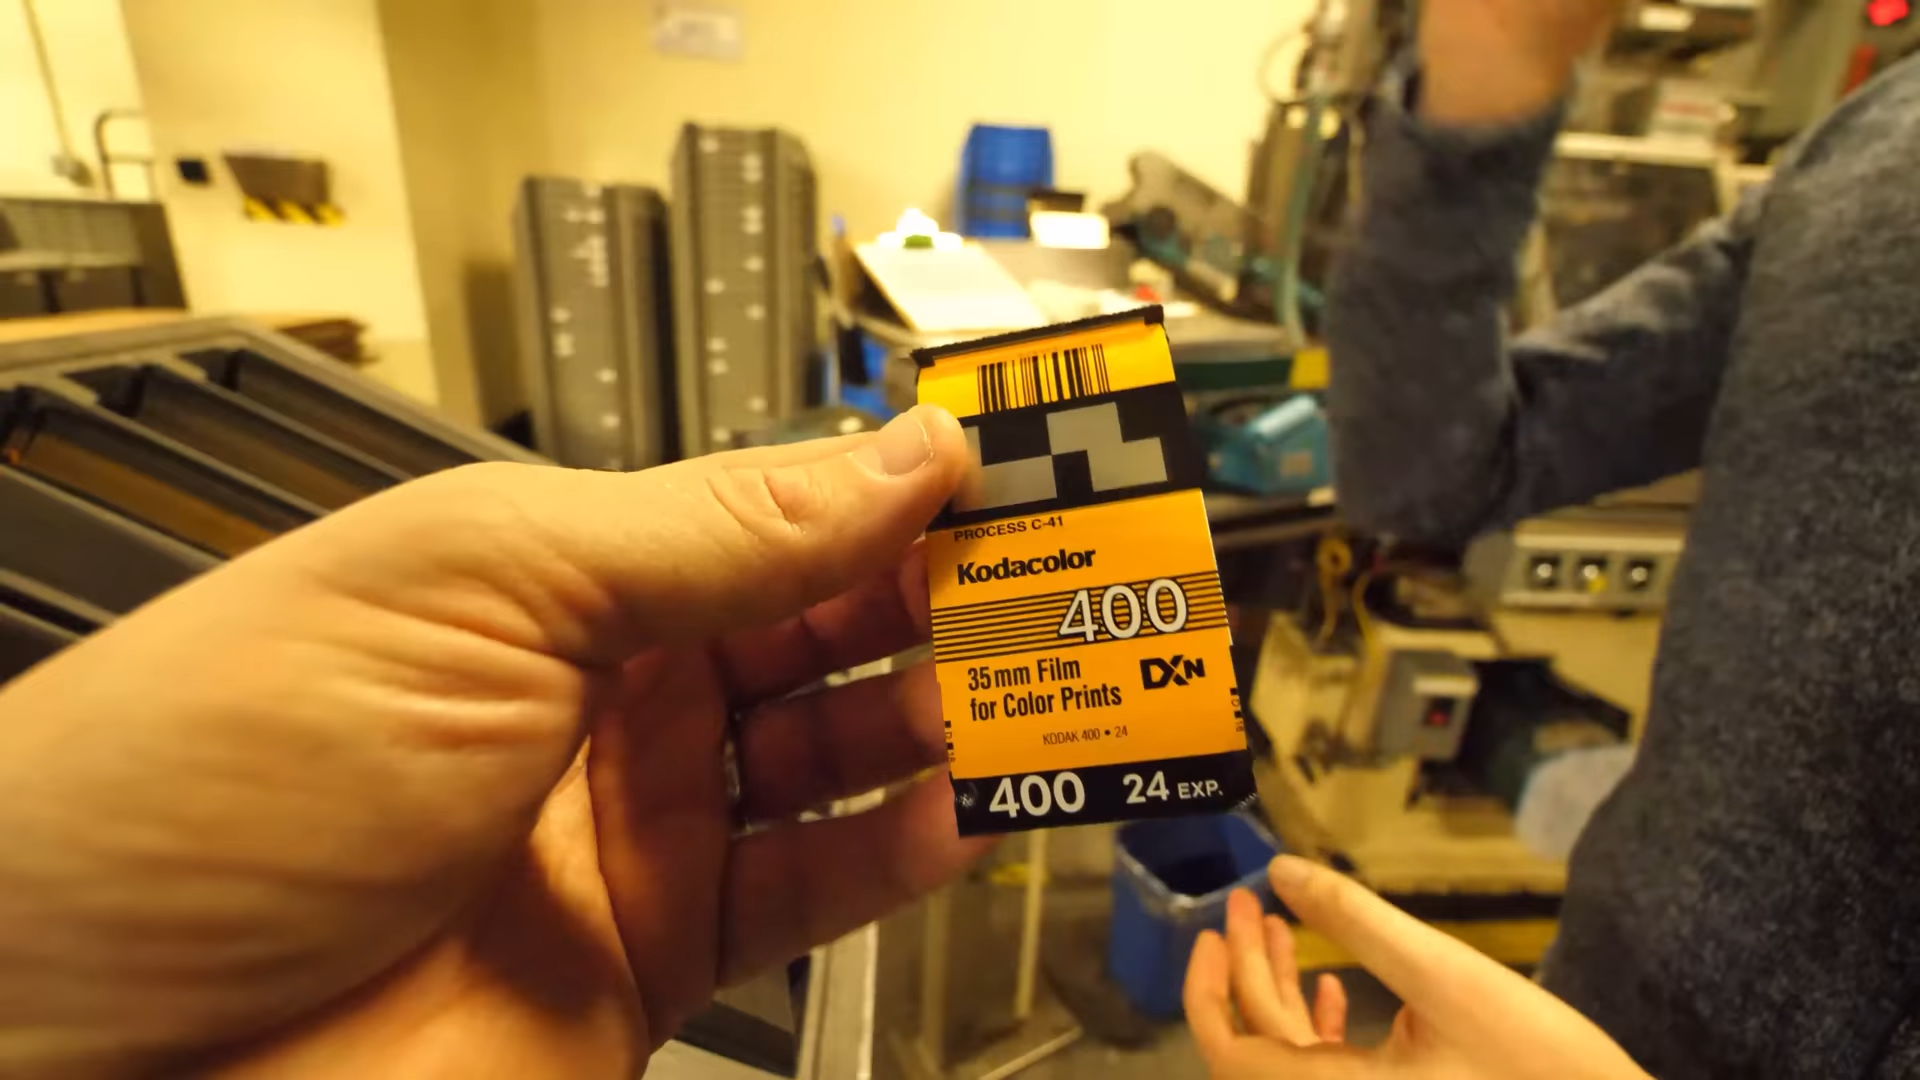 PROCESS C-41
Kodacolor
400
35mm Film
for Color Prints
DXN
KODAK 400 • 24
400 24 EXP.